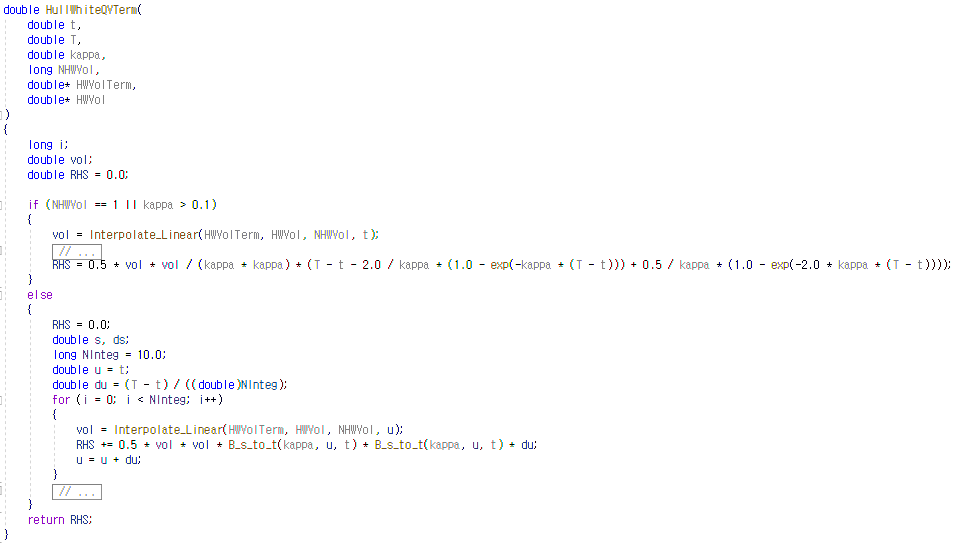 double HullWhiteQVTerm(
    double t,
    double T,
    double kappa,
    long NHWVol,
    double* HWVolTerm,
    double* HWVol
)
{
    long i;
    double vol;
    double RHS = 0.0;

    if (NHWVol == 1 || kappa > 0.1)
    {
        vol = Interpolate_Linear(HWVolTerm, HWVol, NHWVol, t);
        // ...
        RHS = 0.5 * vol * vol / (kappa * kappa) * (T - t - 2.0 / kappa * (1.0 - exp(-kappa * (T - t))) + 0.5 / kappa * (1.0 - exp(-2.0 * kappa * (T - t))));
    }
    else
    {
        RHS = 0.0;
        double s, ds;
        long NInteg = 10.0;
        double u = t;
        double du = (T - t) / ((double)NInteg);
        for (i = 0; i < NInteg; i++)
        {
            vol = Interpolate_Linear(HWVolTerm, HWVol, NHWVol, u);
            RHS += 0.5 * vol * vol * B_s_to_t(kappa, u, t) * B_s_to_t(kappa, u, t) * du;
            u = u + du;
        }
        // ...
    }
    return RHS;
}